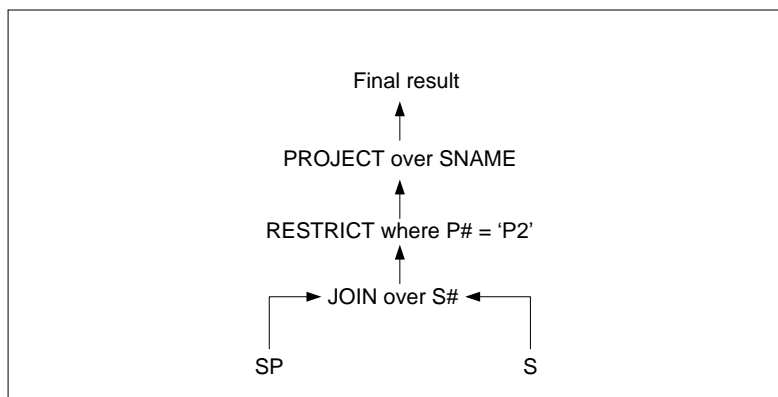 Final result
PROJECT over SNAME
RESTRICT where P# = ‘P2’
JOIN over S#
SP S